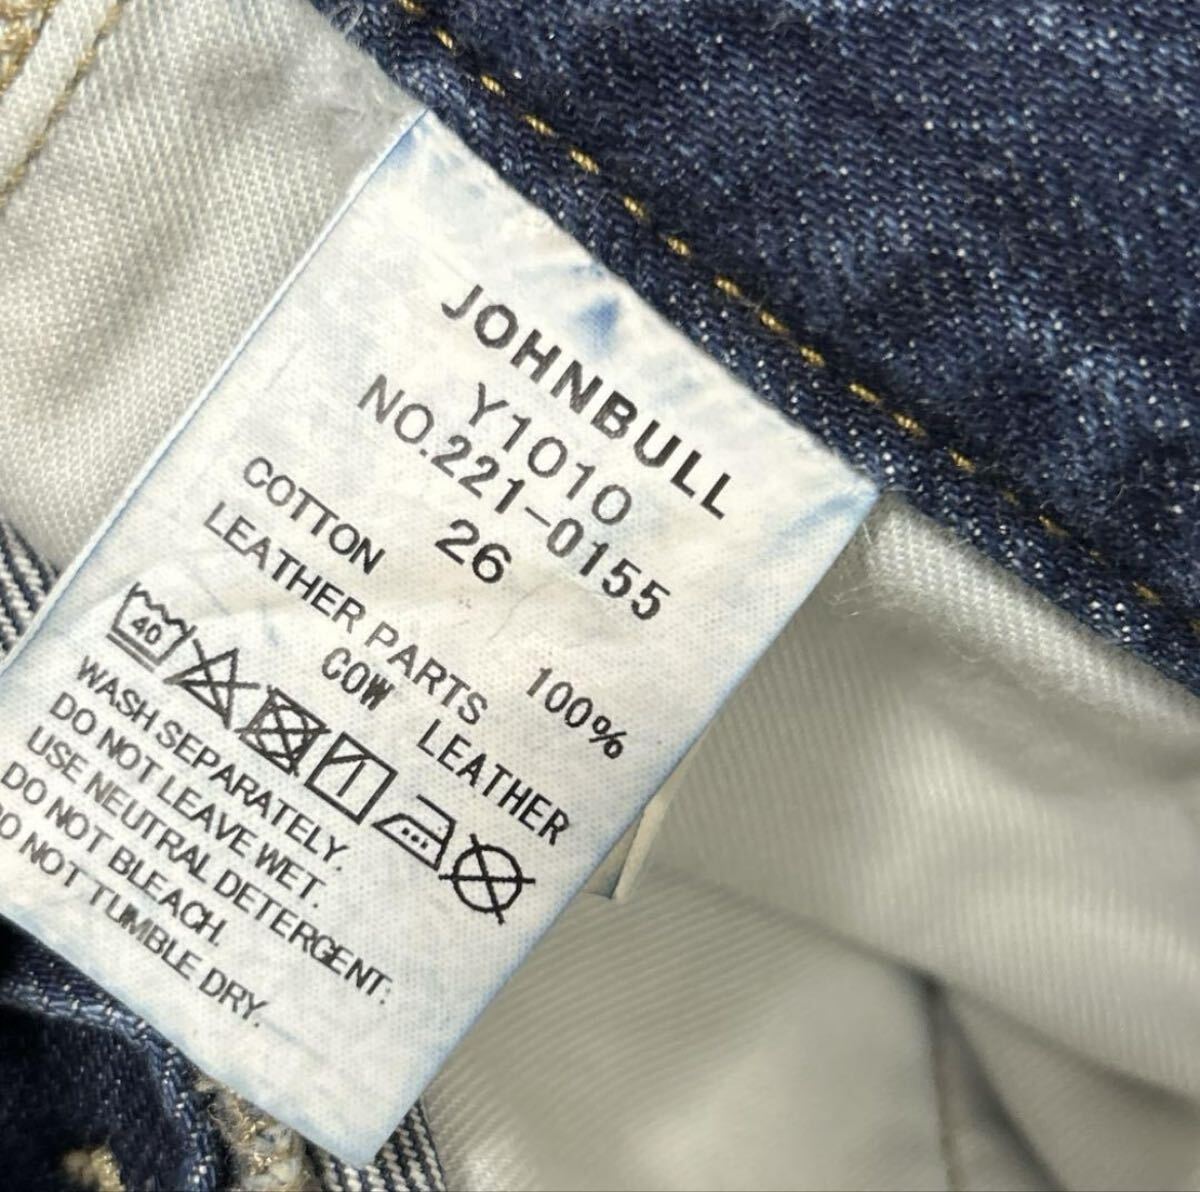 JOHNBULL
Y1010
NO.221-0155
26
COTTON 100%
LEATHER PARTS
COW LEATHER
40
WASH SEPARATELY.
DO NOT LEAVE WET.
USE NEUTRAL DETERGENT.
DO NOT BLEACH.
DO NOT TUMBLE DRY.